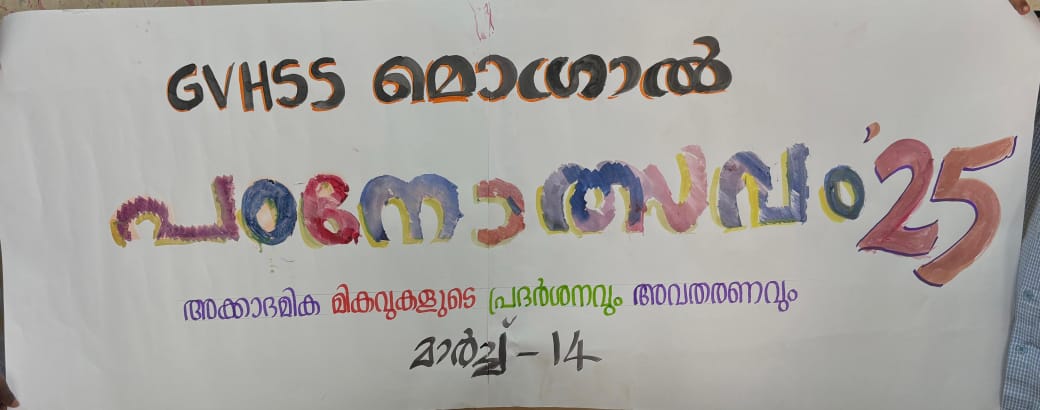 GVHSS മൊഗ്രാൽ
പഠനോത്സവം '25
അക്കാദമിക മികവുകളുടെ പ്രദർശനവും അവതരണവും
മാർച്ച് - 14